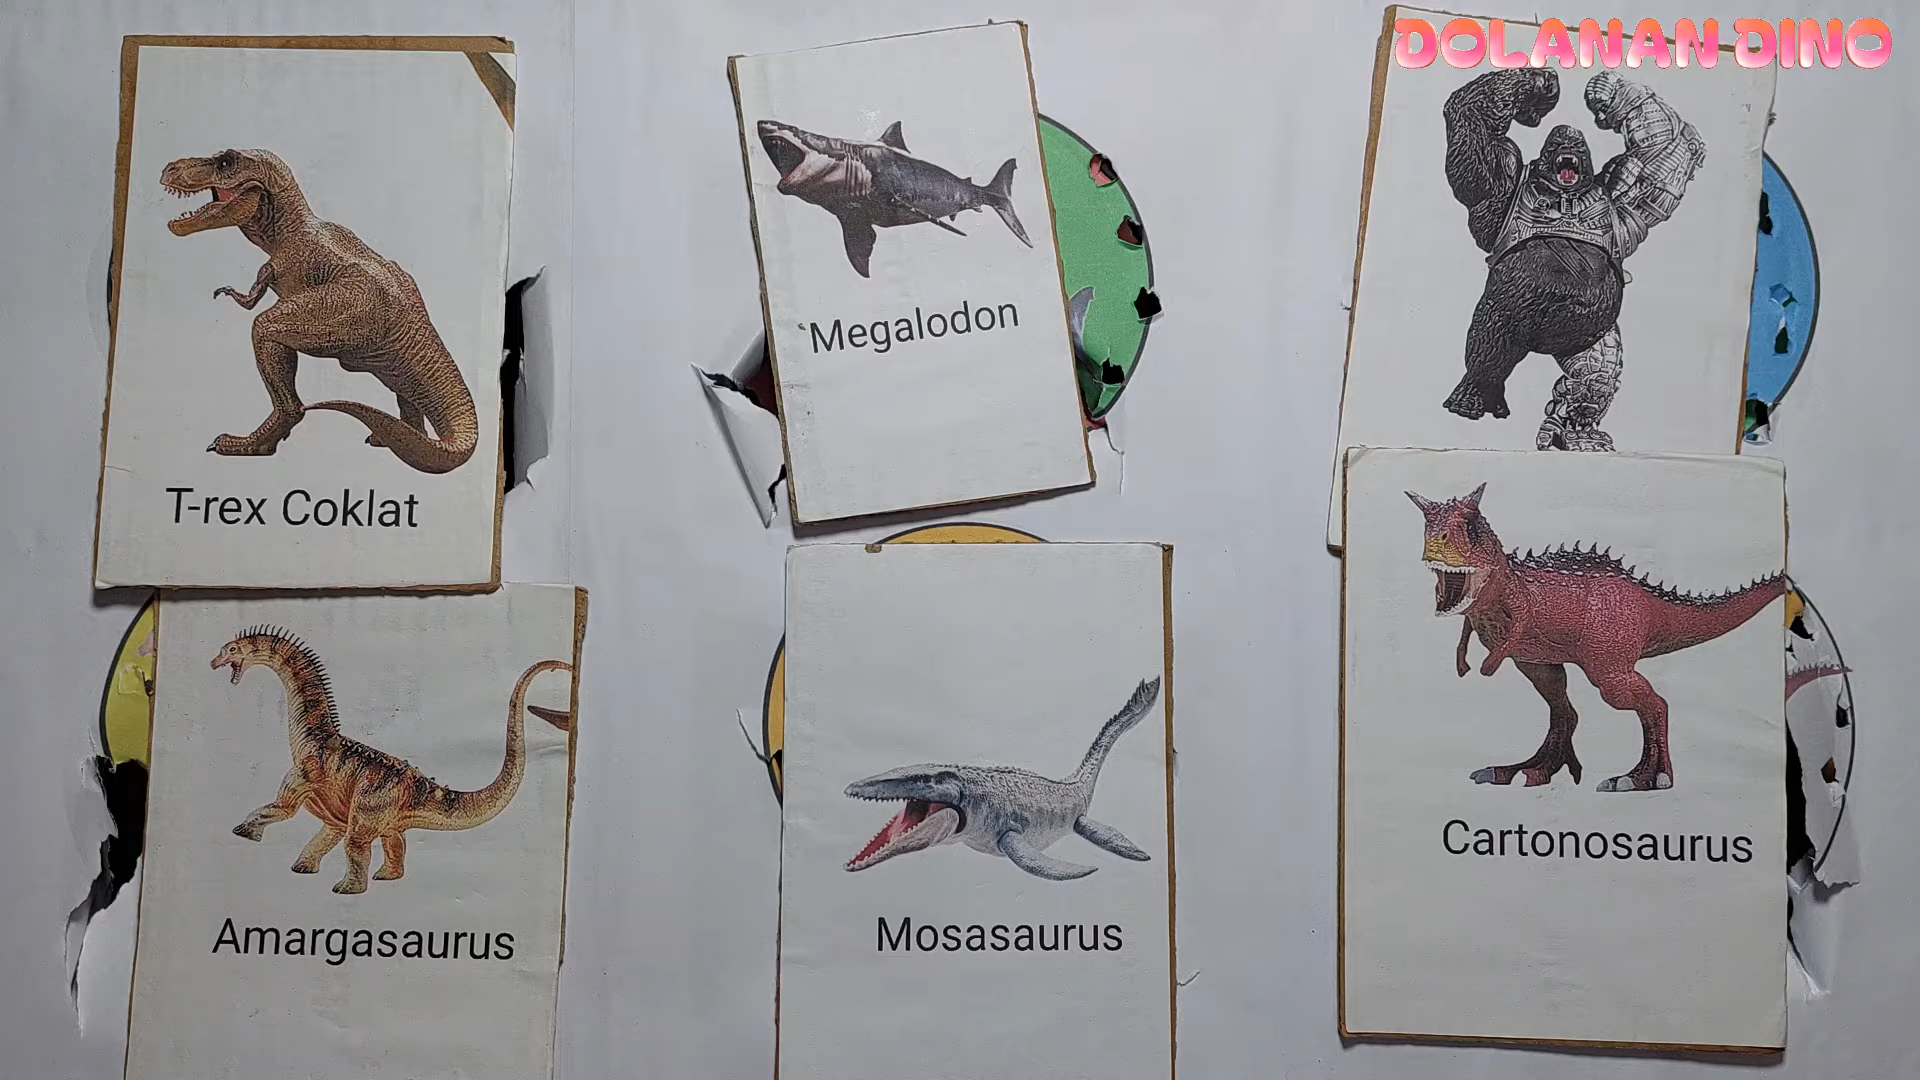 DOLANAN DINO
T-rex Coklat
Megalodon
Amargasaurus
Mosasaurus
Cartonosaurus